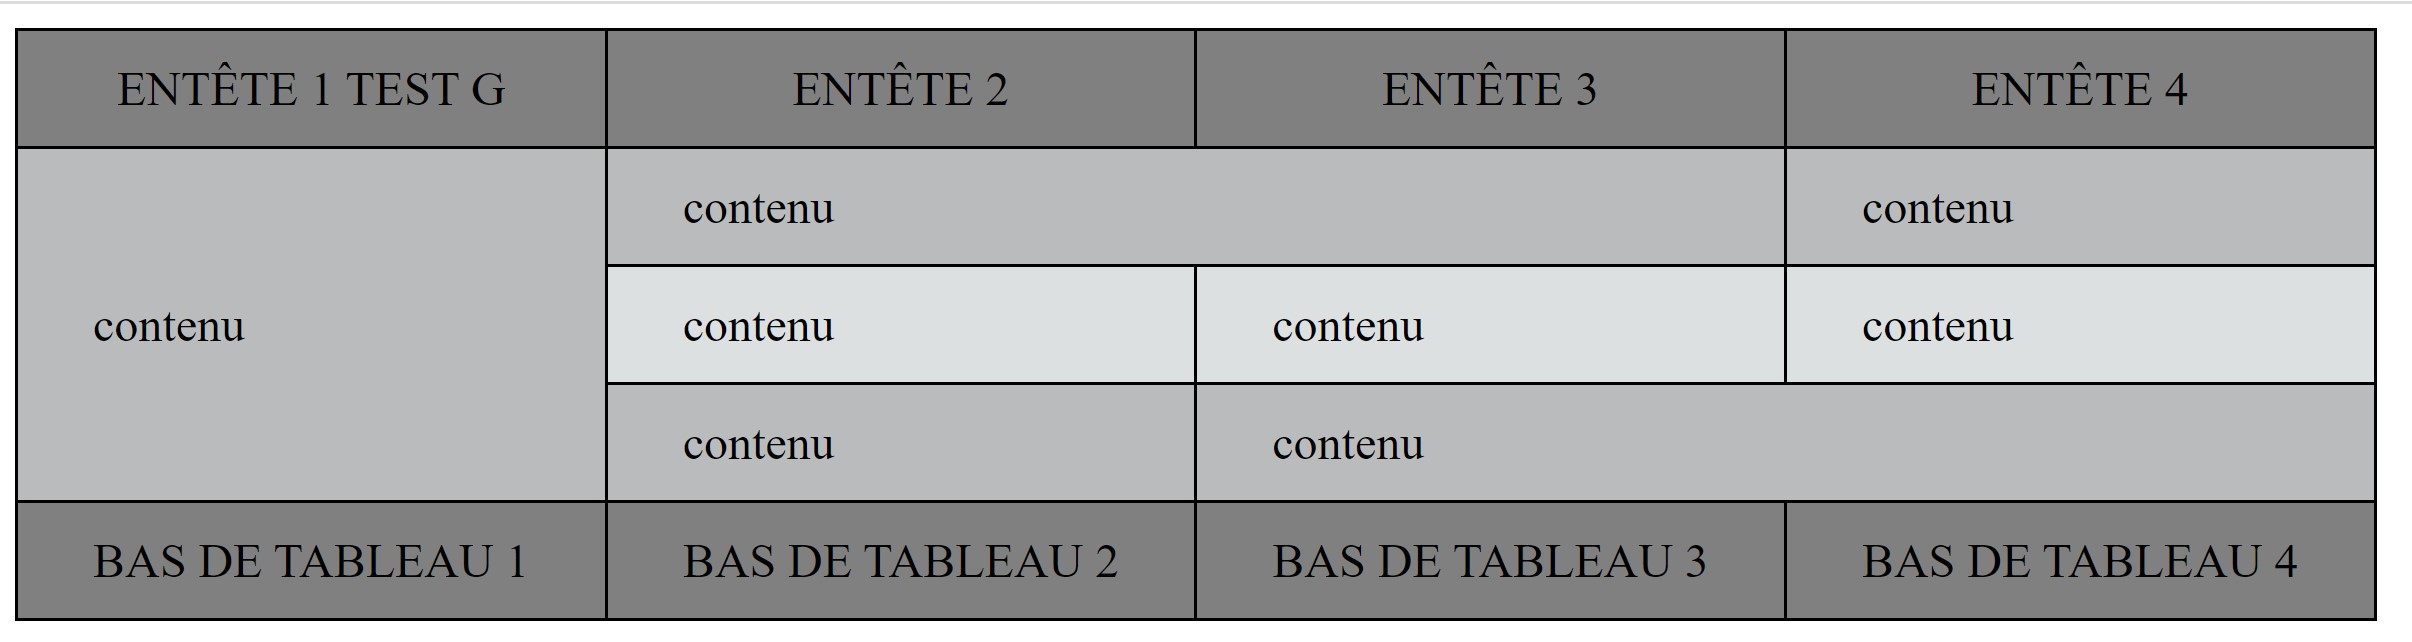 ENTÊTE 1 TEST G ENTÊTE 2 ENTÊTE 3 ENTÊTE 4
contenu contenu
contenu contenu contenu contenu
contenu contenu
BAS DE TABLEAU 1 BAS DE TABLEAU 2 BAS DE TABLEAU 3 BAS DE TABLEAU 4